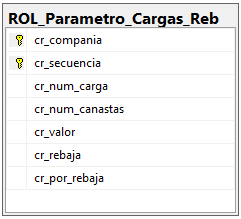 ROL_Parametro_Cargas_Reb
cr_compania
cr_secuencia
cr_num_carga
cr_num_canastas
cr_valor
cr_rebaja
cr_por_rebaja